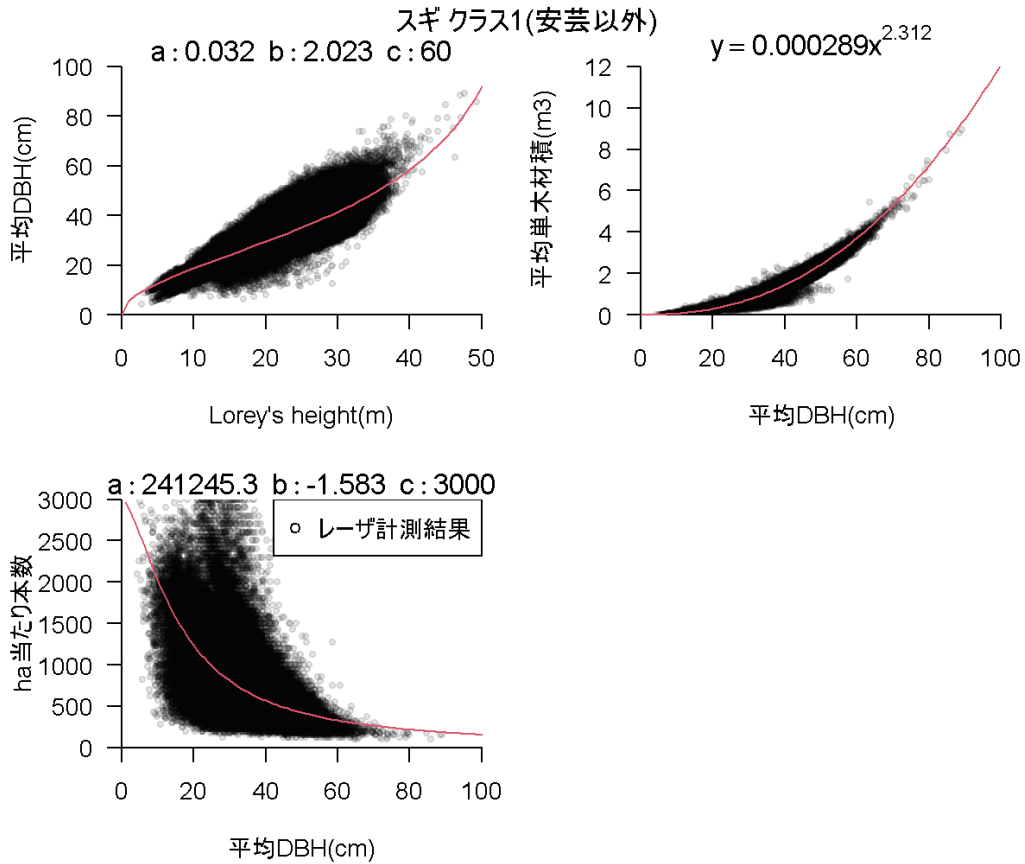 スギ クラス1(安芸以外)
a : 0.032 b : 2.023 c : 60
100
80
60
40
20
0
平均DBH(cm)
0 10 20 30 40 50
Lorey's height(m)
y = 0.000289x^2.312
12
10
8
6
4
2
0
平均単木材積(m3)
0 20 40 60 80 100
平均DBH(cm)
a : 241245.3 b : -1.583 c : 3000
3000
2500
2000
1500
1000
500
0
ha当たり本数
レーザ計測結果
0 20 40 60 80 100
平均DBH(cm)